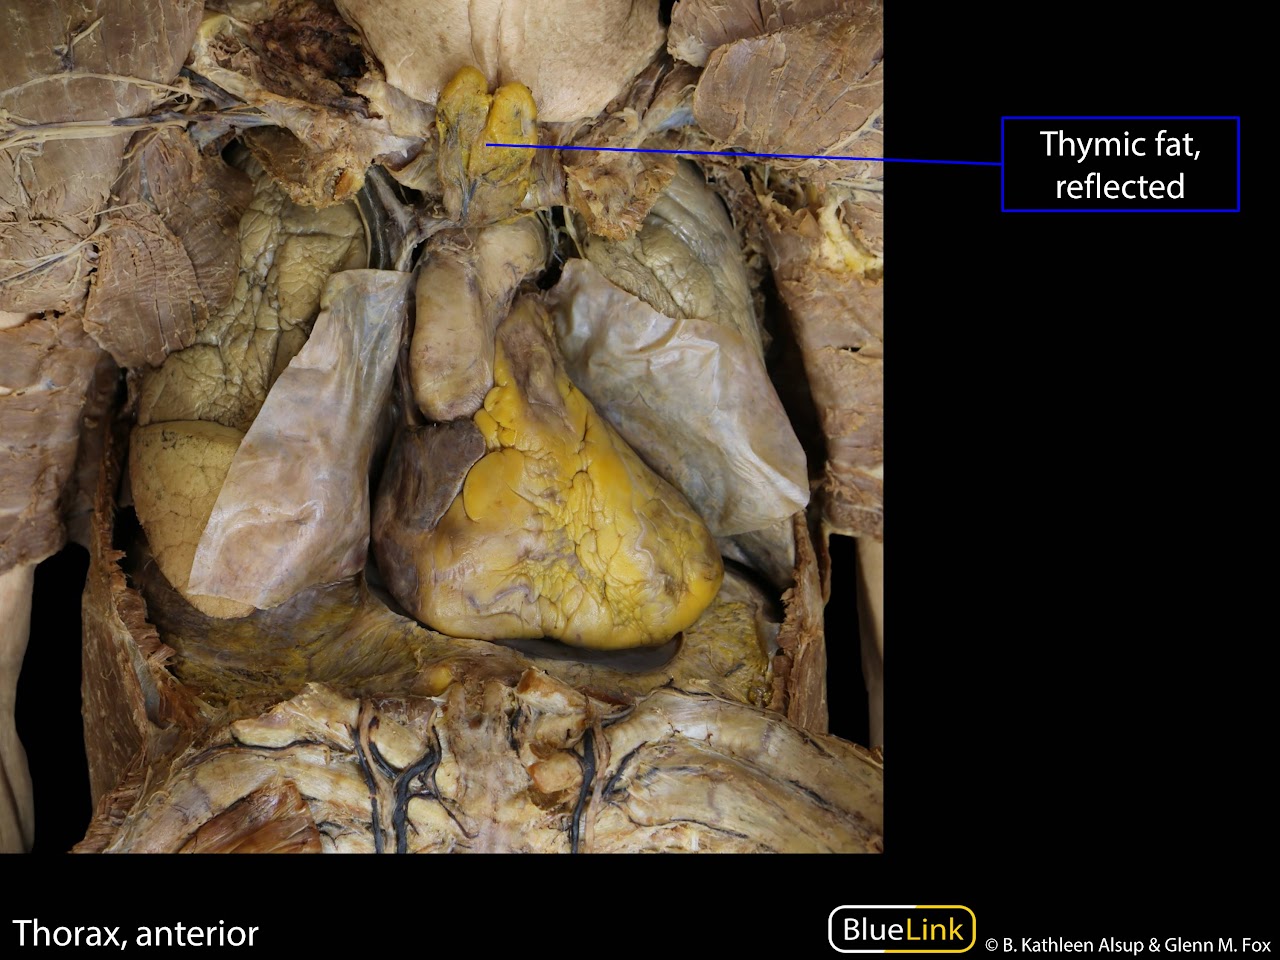 Thymic fat,
reflected
Thorax, anterior
BlueLink
© B. Kathleen Alsup & Glenn M. Fox